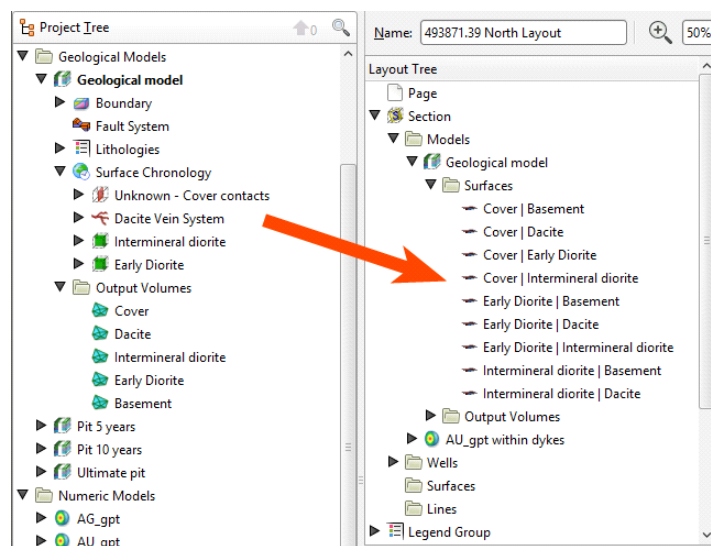 Project Tree
0
Geological Models
Geological model
Boundary
Fault System
Lithologies
Surface Chronology
Unknown - Cover contacts
Dacite Vein System
Intermineral diorite
Early Diorite
Output Volumes
Cover
Dacite
Intermineral diorite
Early Diorite
Basement
Pit 5 years
Pit 10 years
Ultimate pit
Numeric Models
AG_gpt
AU_gpt
Name: 493871.39 North Layout
50%
Layout Tree
Page
Section
Models
Geological model
Surfaces
Cover | Basement
Cover | Dacite
Cover | Early Diorite
Cover | Intermineral diorite
Early Diorite | Basement
Early Diorite | Dacite
Early Diorite | Intermineral diorite
Intermineral diorite | Basement
Intermineral diorite | Dacite
Output Volumes
AU_gpt within dykes
Wells
Surfaces
Lines
Legend Group